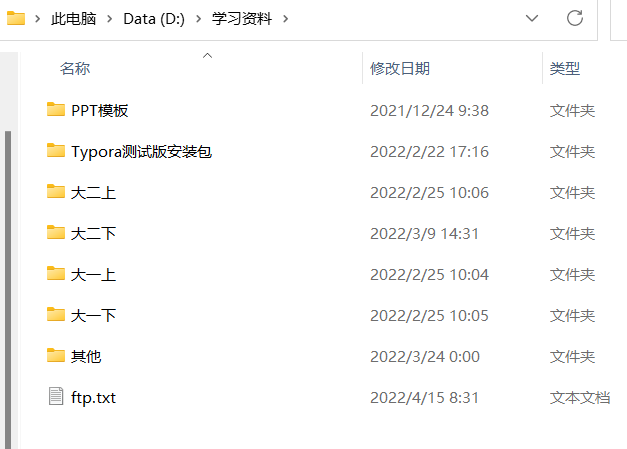 此电脑 > Data (D:) > 学习资料 >
名称 修改日期 类型
PPT模板 2021/12/24 9:38 文件夹
Typora测试版安装包 2022/2/22 17:16 文件夹
大二上 2022/2/25 10:06 文件夹
大二下 2022/3/9 14:31 文件夹
大一上 2022/2/25 10:04 文件夹
大一下 2022/2/25 10:05 文件夹
其他 2022/3/24 0:00 文件夹
ftp.txt 2022/4/15 8:31 文本文档